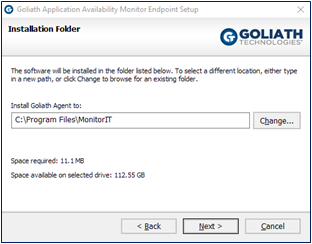 Goliath Application Availability Monitor Endpoint Setup
Installation Folder
GOLIATH
TECHNOLOGIES
The software will be installed in the folder listed below. To select a different location, either type
in a new path, or click Change to browse for an existing folder.
Install Goliath Agent to:
C:\Program Files\MonitorIT
Change...
Space required: 11.1 MB
Space available on selected drive: 112.55 GB
< Back
Next >
Cancel